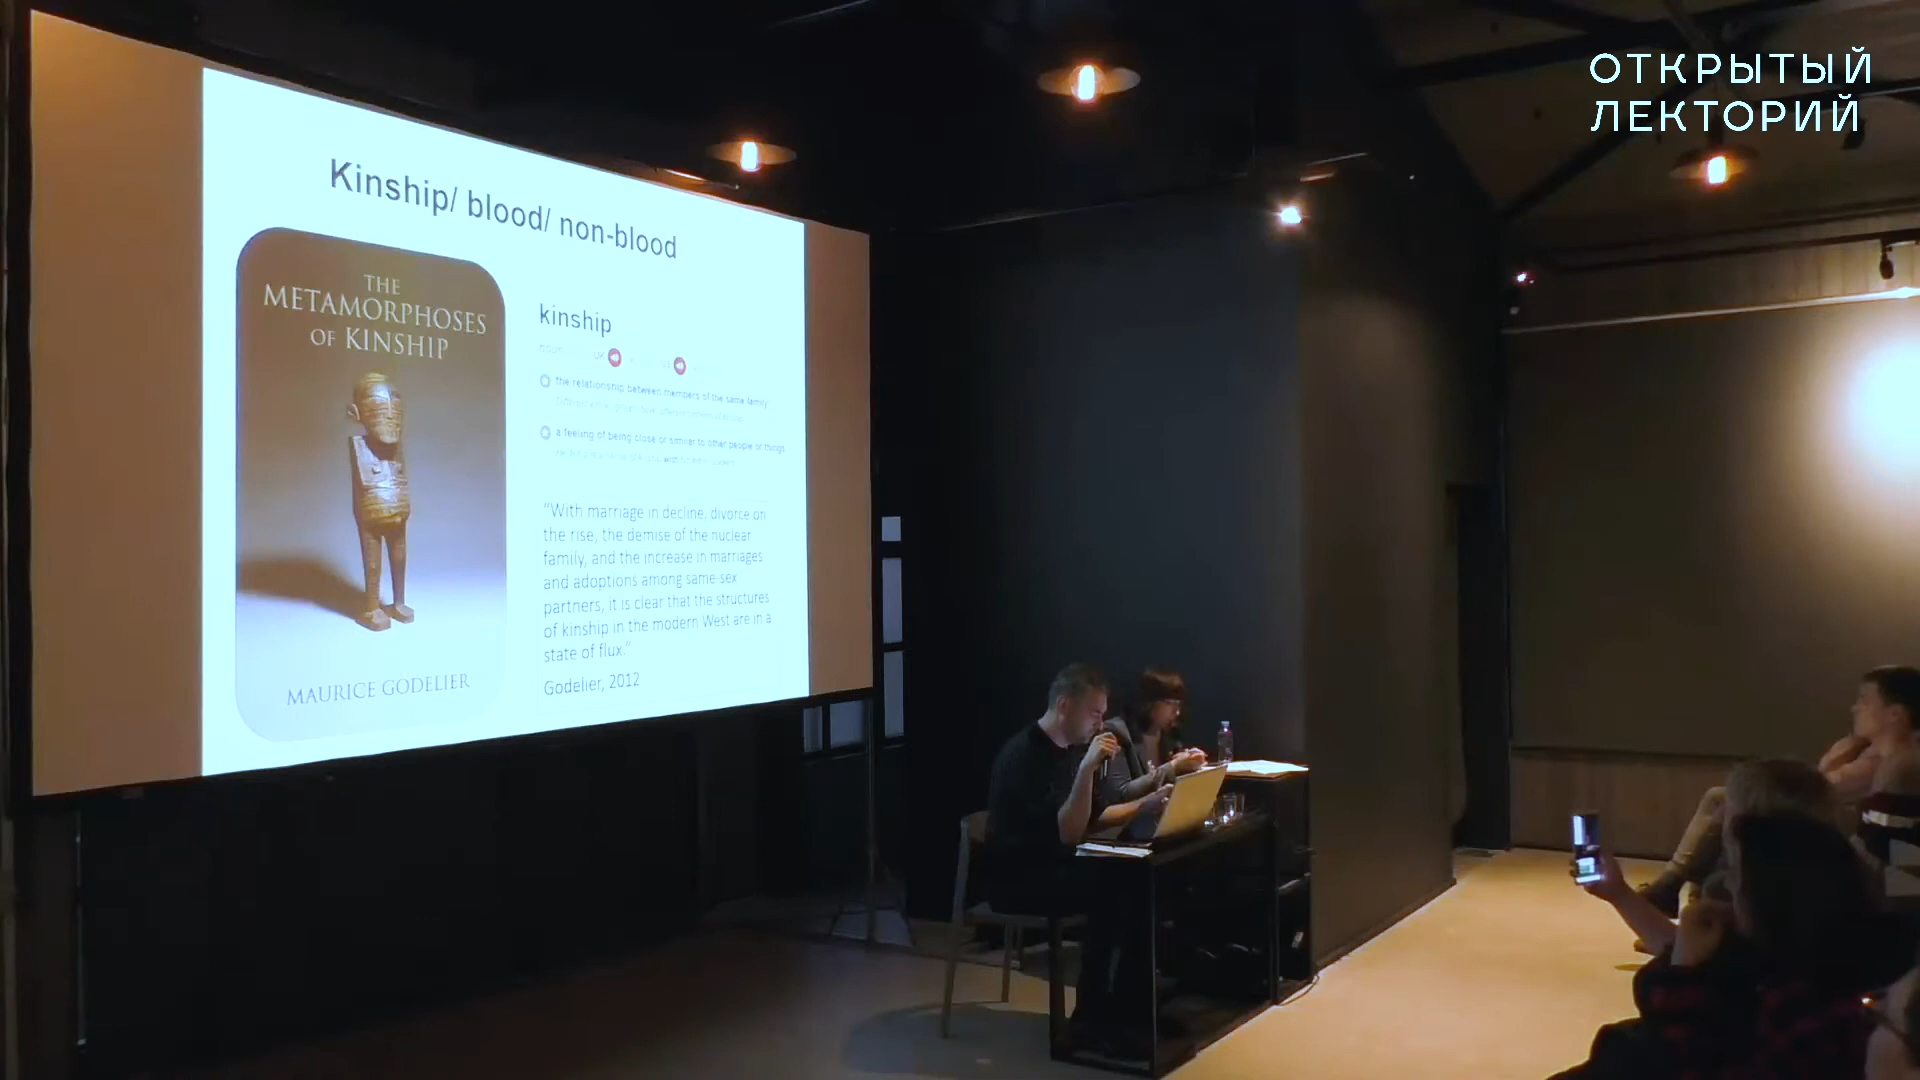 ОТКРЫТЫЙ
ЛЕКТОРИЙ
Kinship/ blood/ non-blood
THE
METAMORPHOSES
OF KINSHIP
MAURICE GODELIER
kinship
noun UK
the relationship between members of the same family
a feeling of being close or similar to other people or things
with
“With marriage in decline, divorce on
the rise, the demise of the nuclear
family, and the increase in marriages
and adoptions among same-sex
partners, it is clear that the structures
of kinship in the modern West are in a
state of flux.”
Godelier, 2012